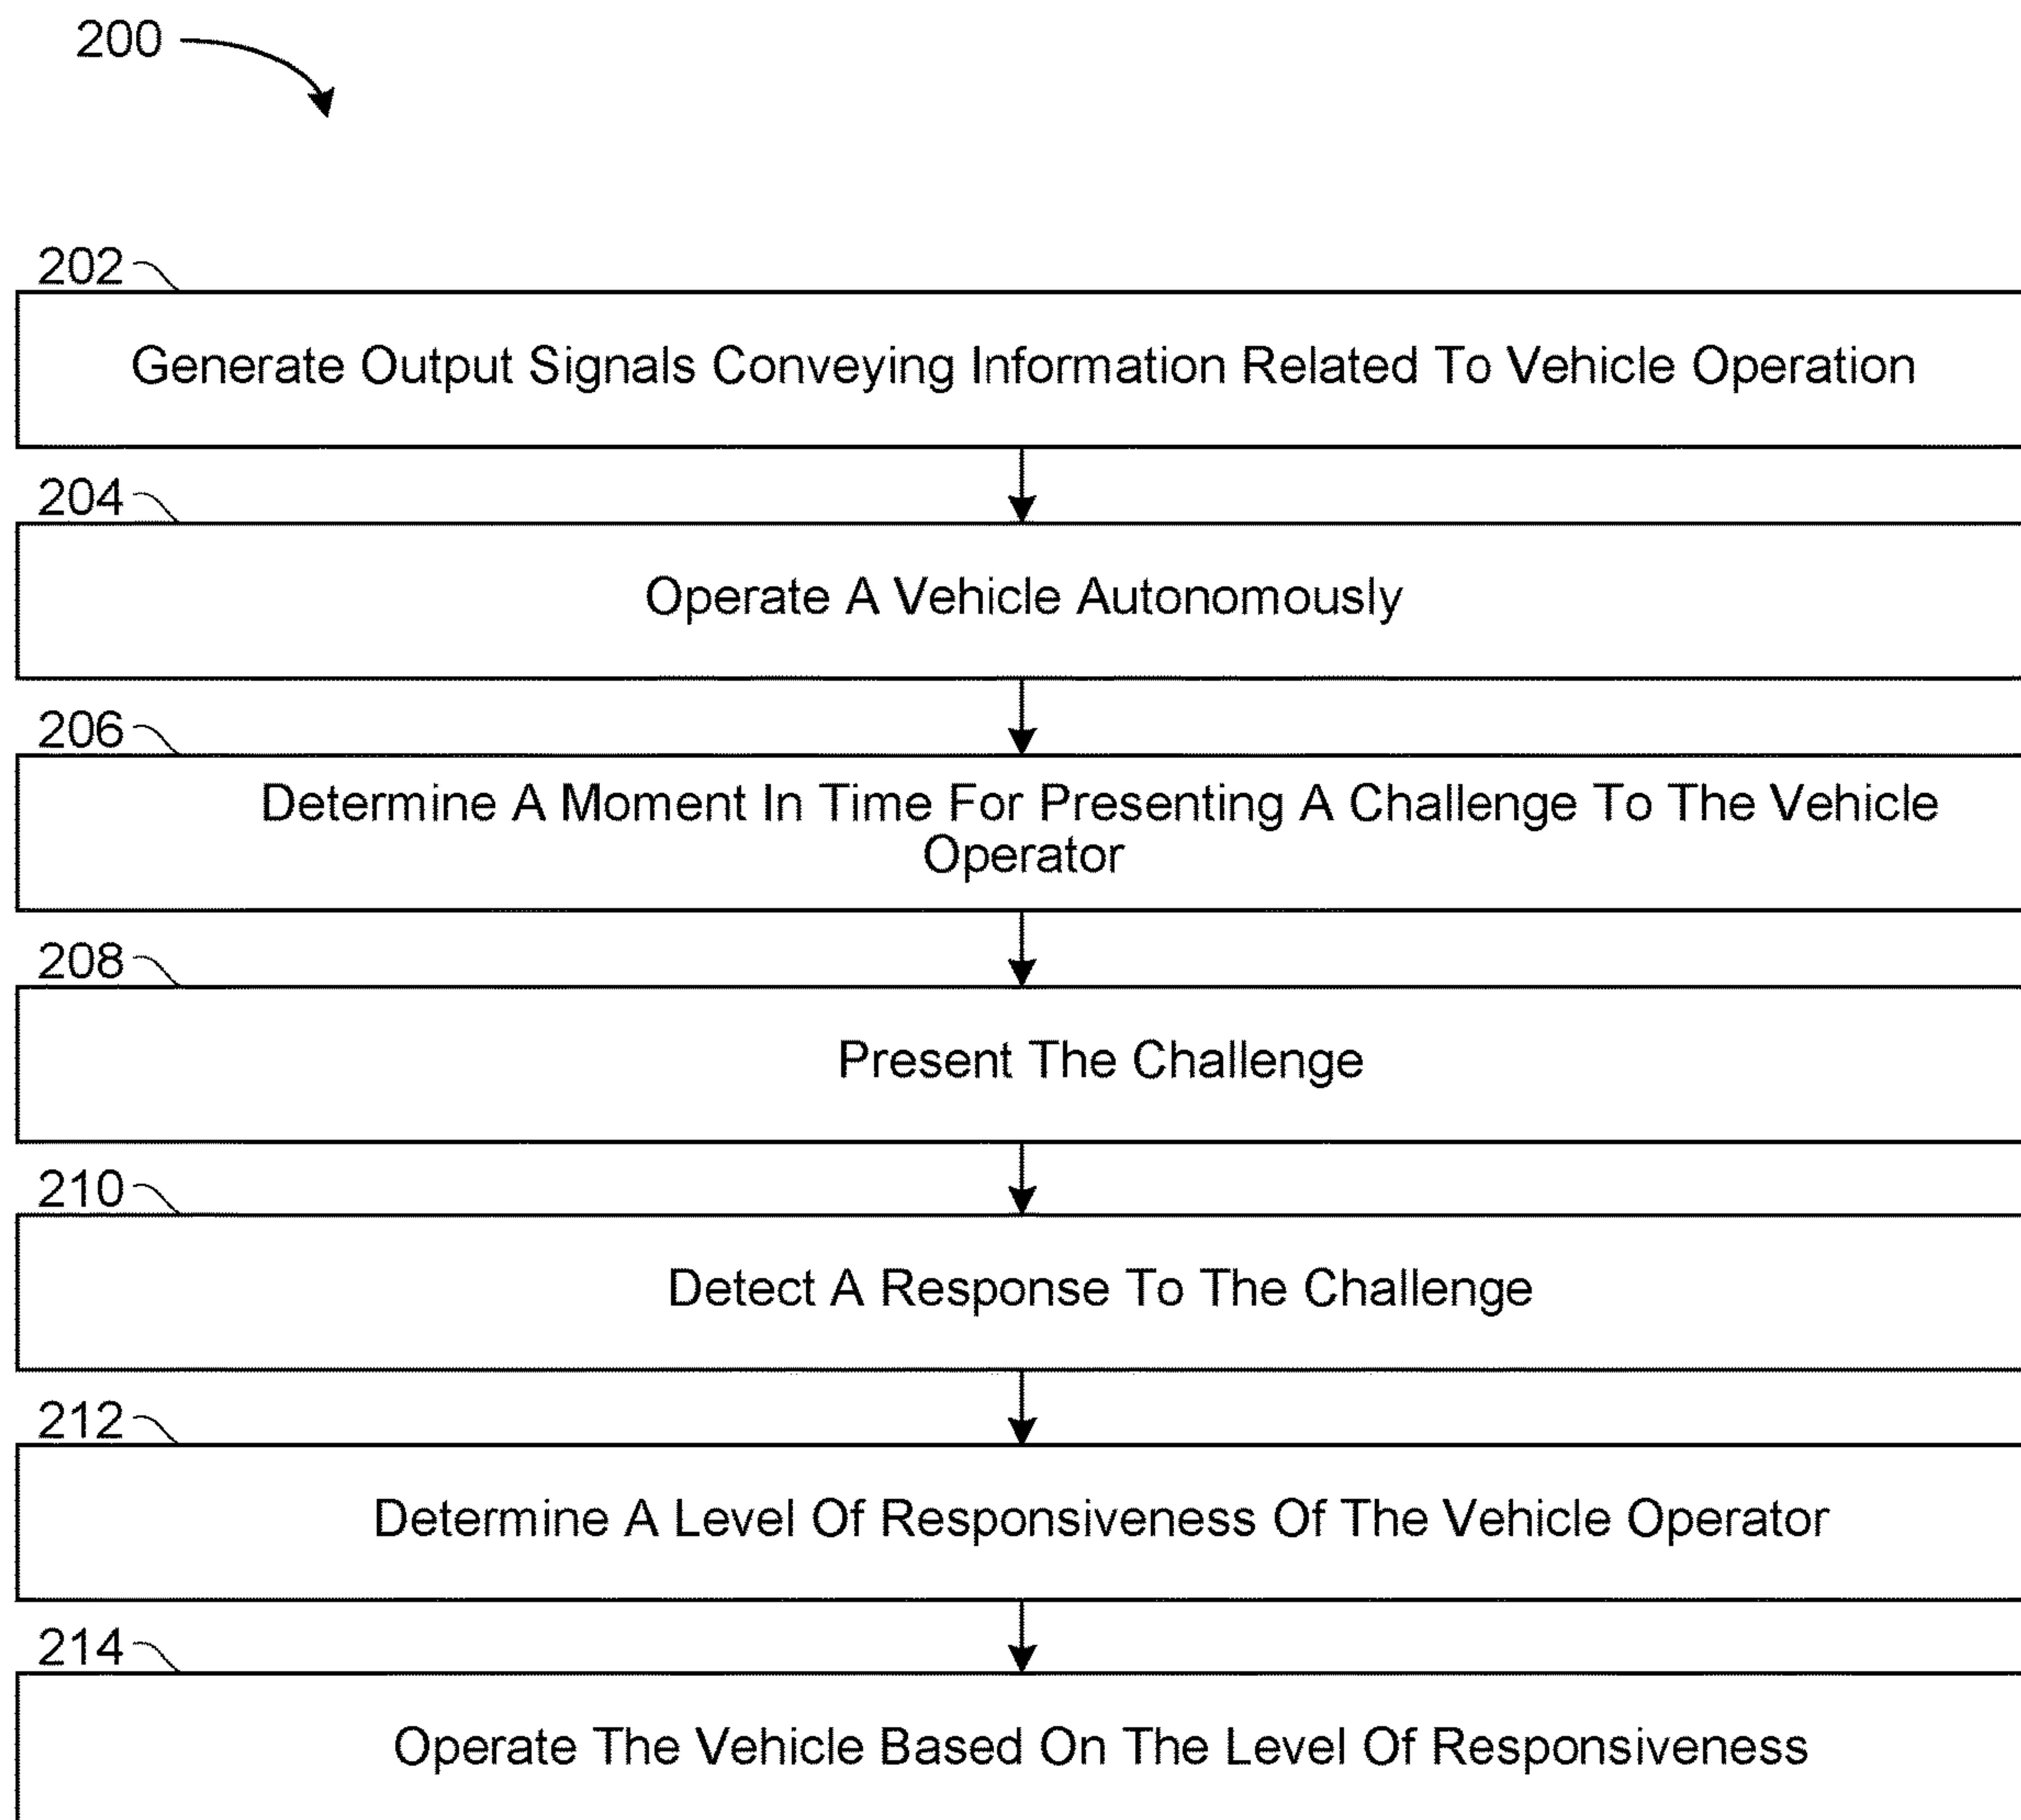 200
202
Generate Output Signals Conveying Information Related To Vehicle Operation
204
Operate A Vehicle Autonomously
206
Determine A Moment In Time For Presenting A Challenge To The Vehicle
Operator
208
Present The Challenge
210
Detect A Response To The Challenge
212
Determine A Level Of Responsiveness Of The Vehicle Operator
214
Operate The Vehicle Based On The Level Of Responsiveness